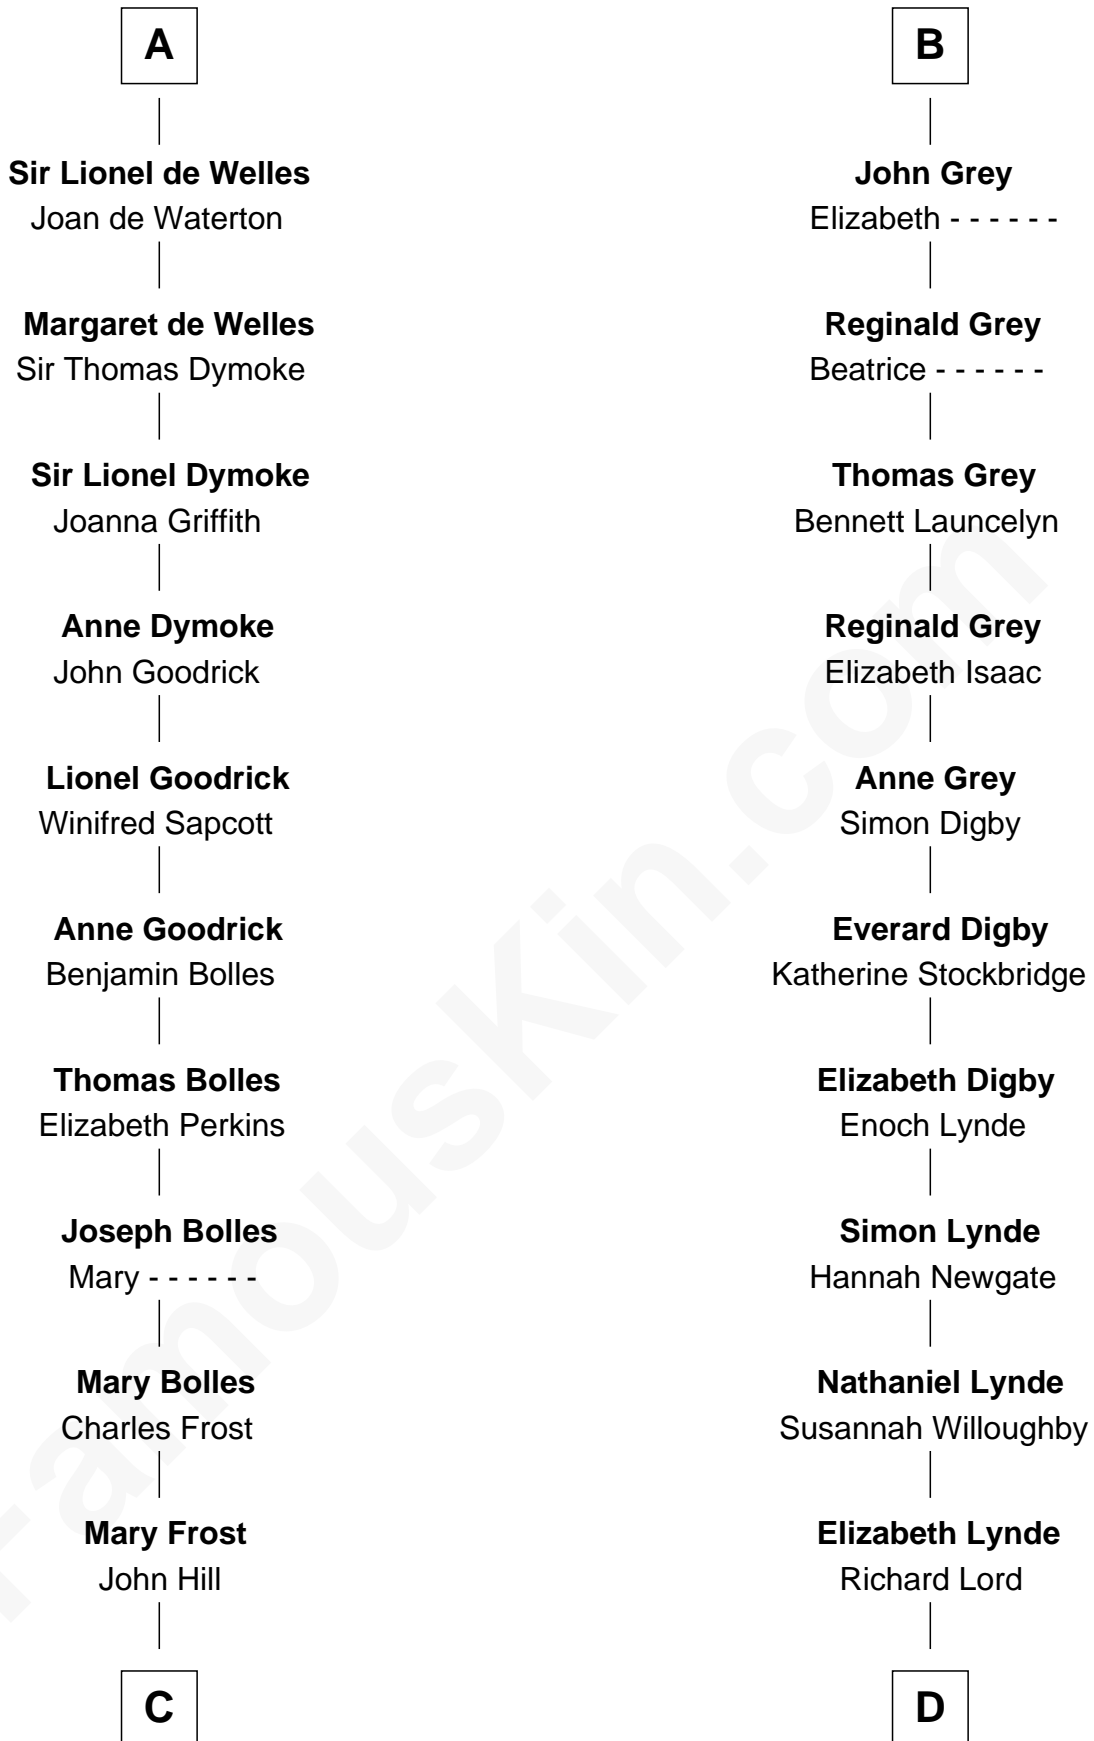 A
Sir Lionel de Welles
Joan de Waterton
Margaret de Welles
Sir Thomas Dymoke
Sir Lionel Dymoke
Joanna Griffith
Anne Dymoke
John Goodrick
Lionel Goodrick
Winifred Sapcott
Anne Goodrick
Benjamin Bolles
Thomas Bolles
Elizabeth Perkins
Joseph Bolles
Mary - - - - - -
Mary Bolles
Charles Frost
Mary Frost
John Hill
C
B
John Grey
Elizabeth - - - - - -
Reginald Grey
Beatrice - - - - - -
Thomas Grey
Bennett Launcelyn
Reginald Grey
Elizabeth Isaac
Anne Grey
Simon Digby
Everard Digby
Katherine Stockbridge
Elizabeth Digby
Enoch Lynde
Simon Lynde
Hannah Newgate
Nathaniel Lynde
Susannah Willoughby
Elizabeth Lynde
Richard Lord
D
FamousKin.com